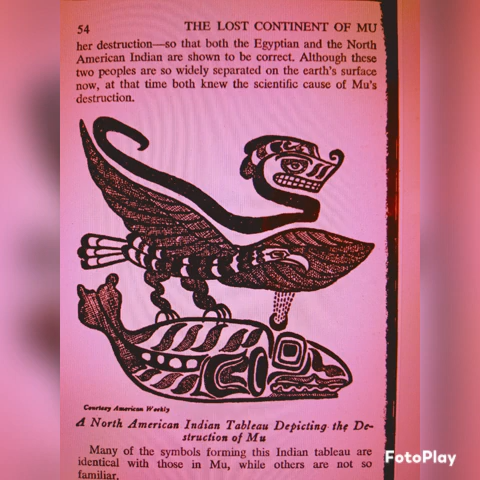 54 THE LOST CONTINENT OF MU
her destruction—so that both the Egyptian and the North
American Indian are shown to be correct. Although these
two peoples are so widely separated on the earth's surface
now, at that time both knew the scientific cause of Mu's
destruction.
Courtesy American Weekly
A North American Indian Tableau Depicting the De-
struction of Mu
Many of the symbols forming this Indian tableau are
identical with those in Mu, while others are not so
familiar.
FotoPlay